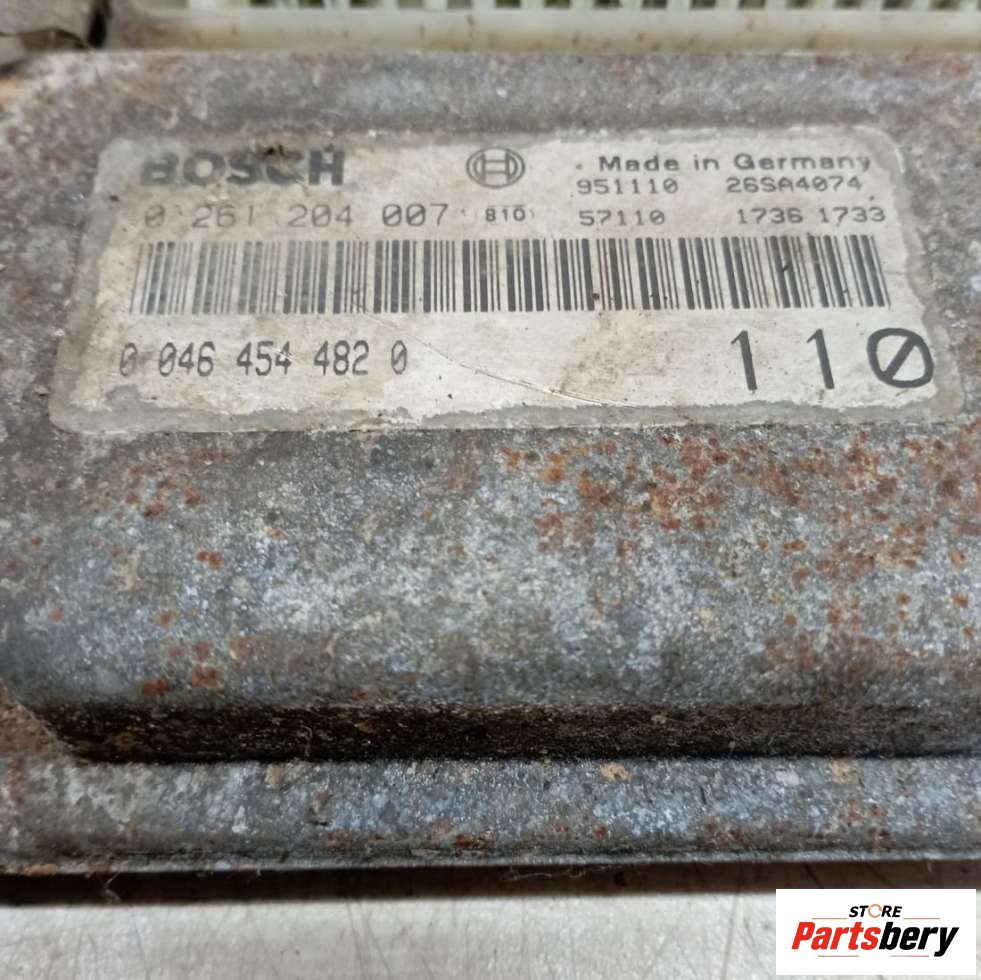 BOSCH
. Made in Germany
951110 26SA4074
0 261 204 007 (810)
57110 1736 1733
0 046 454 482 0
110
STORE
Partsbery